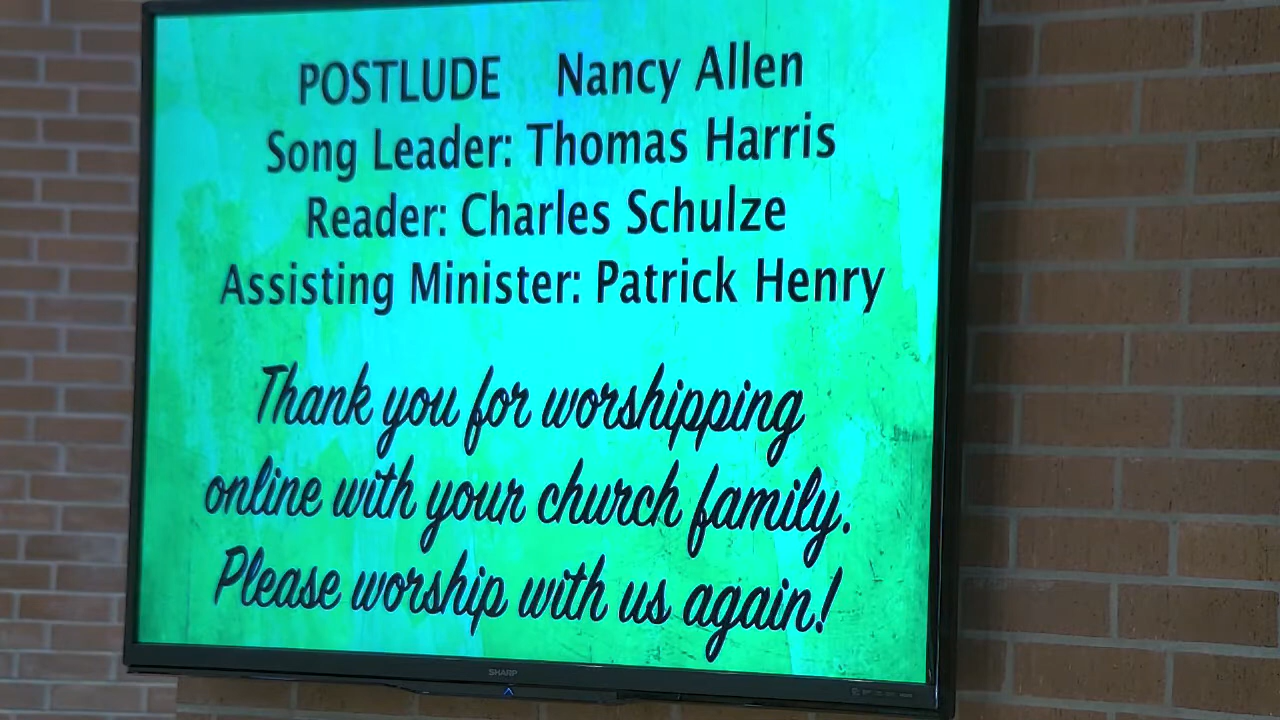 POSTLUDE Nancy Allen
Song Leader: Thomas Harris
Reader: Charles Schulze
Assisting Minister: Patrick Henry
Thank you for worshipping
online with your church family.
Please worship with us again!
SHARP